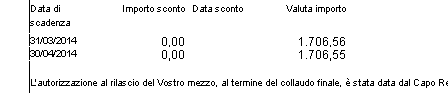 Data di Importo sconto Data sconto Valuta importo
scadenza
31/03/2014 0,00 1.706,56
30/04/2014 0,00 1.706,55
L'autorizzazione al rilascio del Vostro mezzo, al termine del collaudo finale, è stata data dal Capo Re